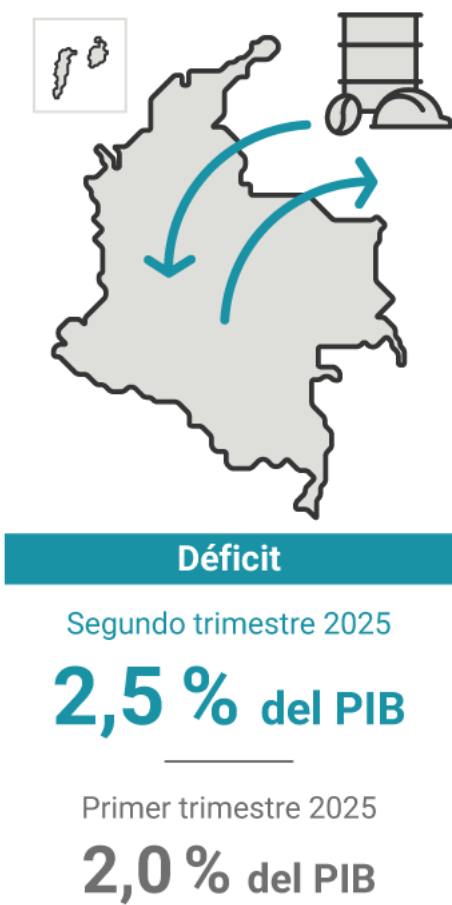 Déficit
Segundo trimestre 2025
2,5 % del PIB
Primer trimestre 2025
2,0 % del PIB